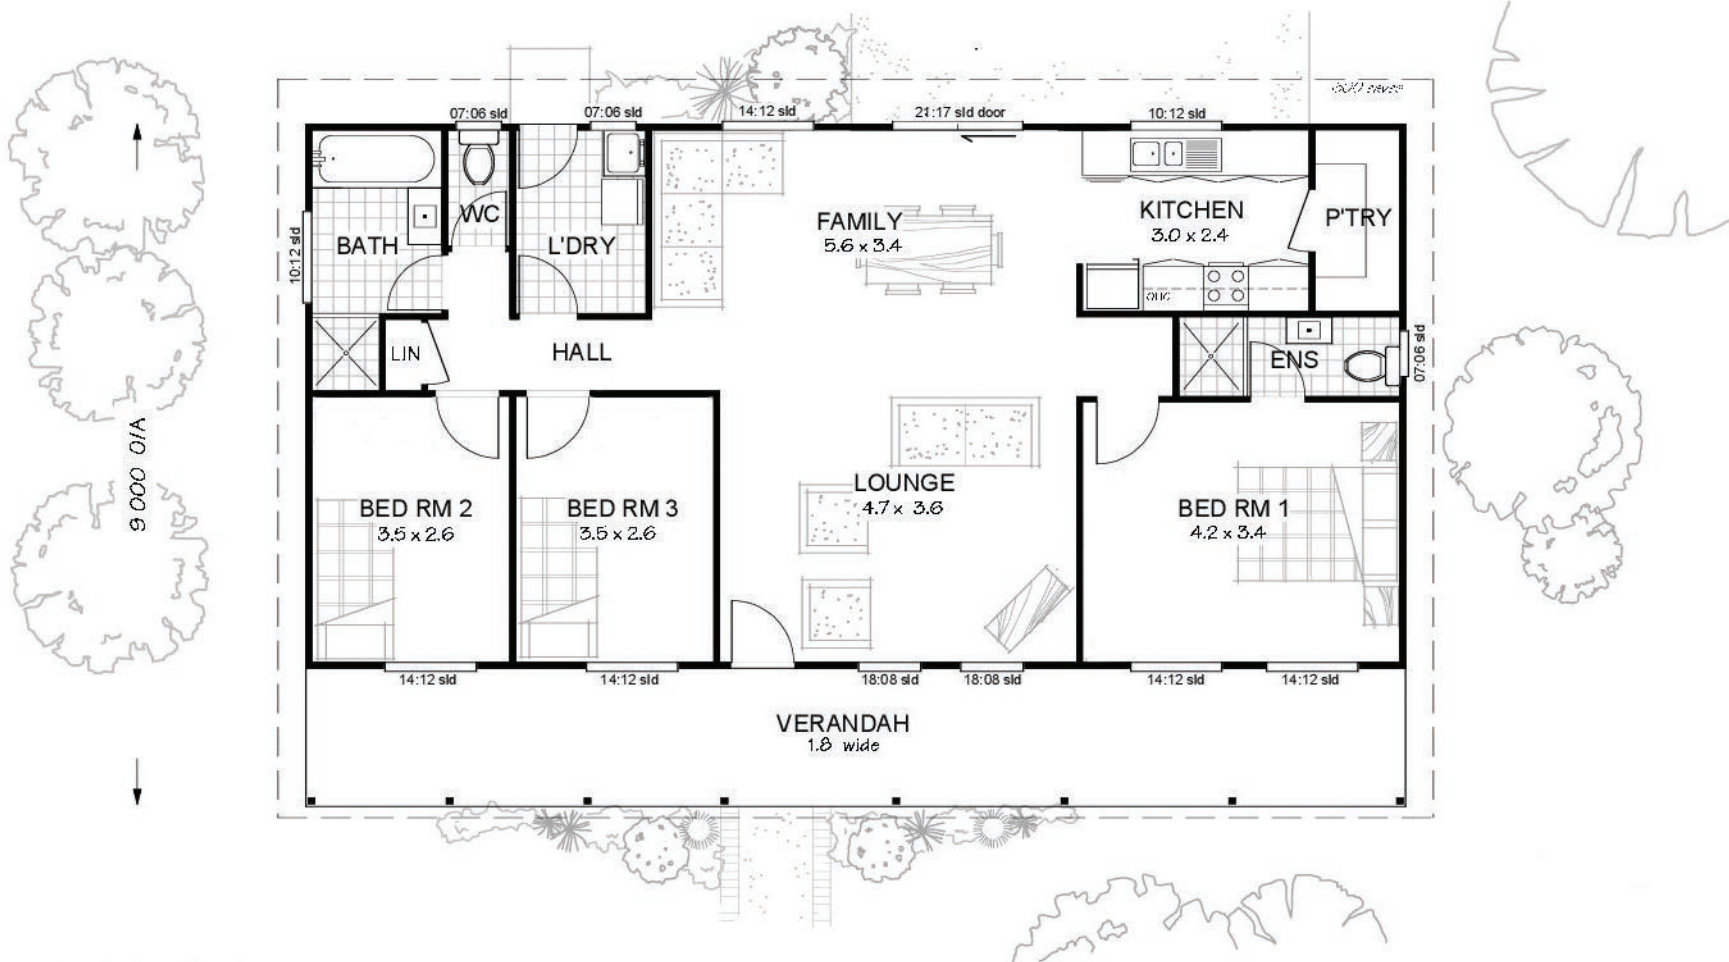 600 eaves
07:06 sld
07:06 sld
14:12 sld
21:17 sld door
10:12 sld
10:12 sld
BATH
WC
L'DRY
FAMILY
5.6 x 3.4
KITCHEN
3.0 x 2.4
P'TRY
LIN
HALL
ENS
07:06 sld
9000 O/A
BED RM 2
3.5 x 2.6
BED RM 3
3.5 x 2.6
LOUNGE
4.7 x 3.6
BED RM 1
4.2 x 3.4
14:12 sld
14:12 sld
18:08 sld
18:08 sld
14:12 sld
14:12 sld
VERANDAH
1.8 wide